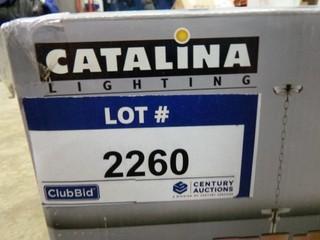 CATALINA
LIGHTING
LOT #
2260
ClubBid
CENTURY
AUCTIONS